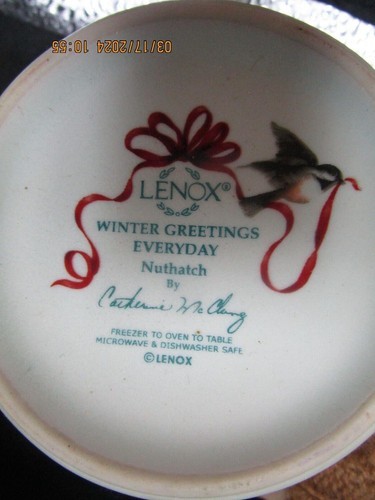 03/17/2024 10:55
LENOX®
WINTER GREETINGS
EVERYDAY
Nuthatch
By
Catherine McClung
FREEZER TO OVEN TO TABLE
MICROWAVE & DISHWASHER SAFE
©LENOX